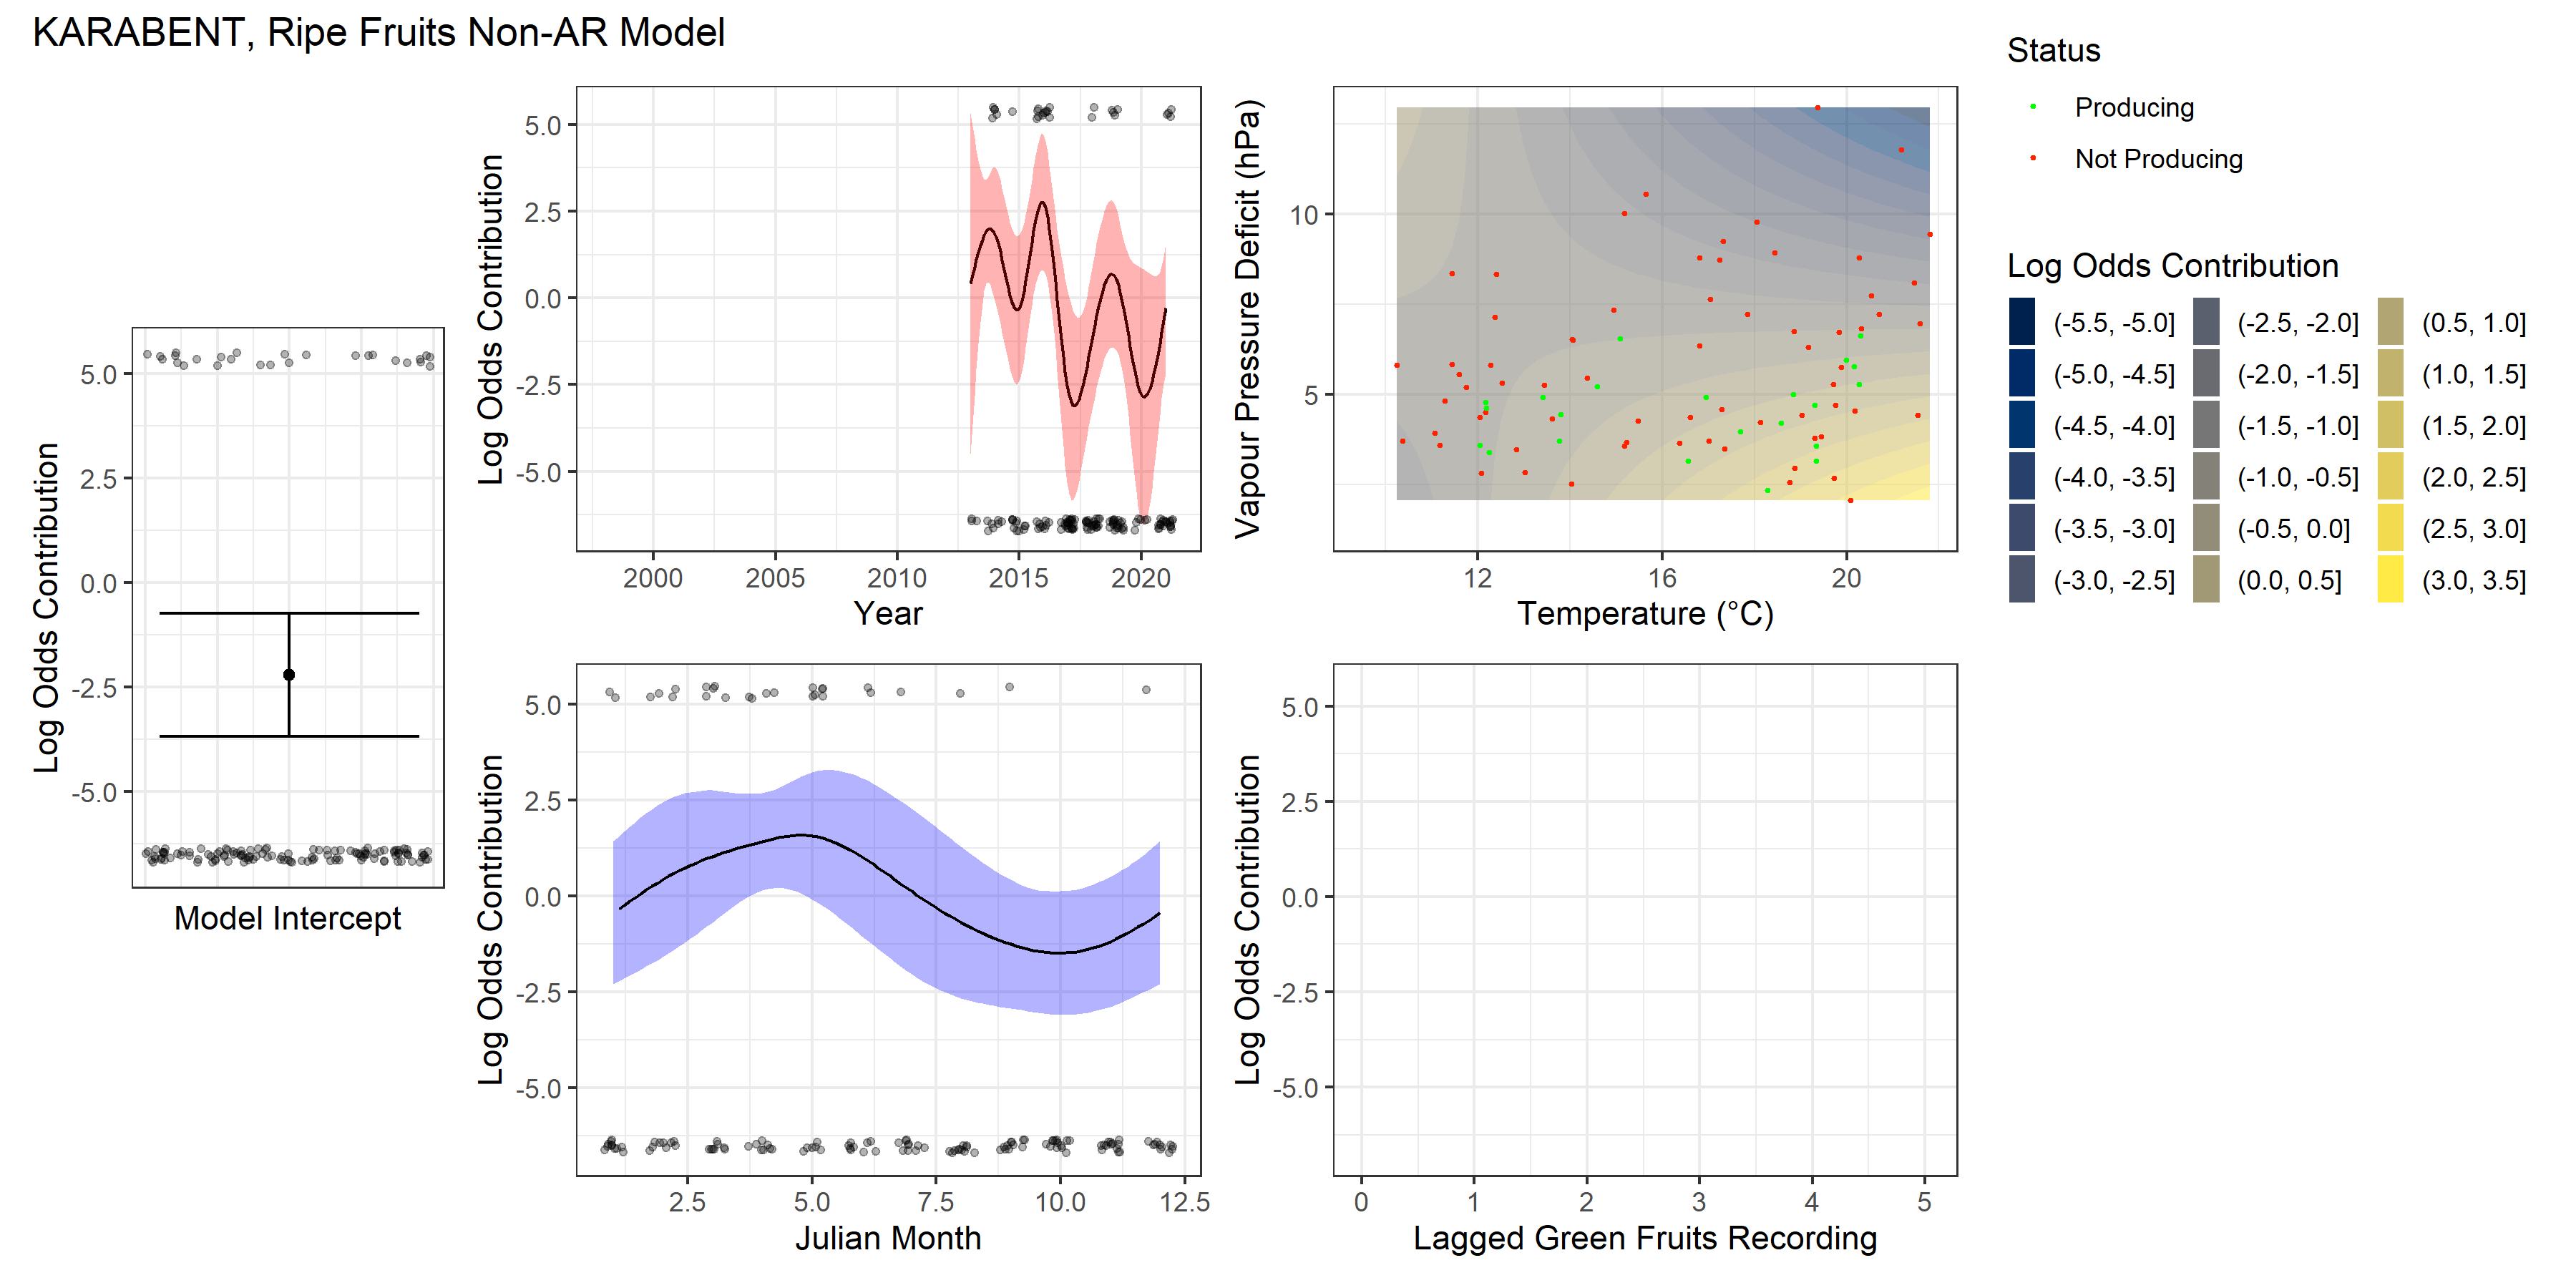 KARABENT, Ripe Fruits Non-AR Model
Log Odds Contribution
5.0
2.5
0.0
-2.5
-5.0
Model Intercept
Log Odds Contribution
5.0
2.5
0.0
-2.5
-5.0
2000 2005 2010 2015 2020
Year
Vapour Pressure Deficit (hPa)
10
5
12 16 20
Temperature (°C)
Status
Producing
Not Producing
Log Odds Contribution
(-5.5, -5.0] (-2.5, -2.0] (0.5, 1.0]
(-5.0, -4.5] (-2.0, -1.5] (1.0, 1.5]
(-4.5, -4.0] (-1.5, -1.0] (1.5, 2.0]
(-4.0, -3.5] (-1.0, -0.5] (2.0, 2.5]
(-3.5, -3.0] (-0.5, 0.0] (2.5, 3.0]
(-3.0, -2.5] (0.0, 0.5] (3.0, 3.5]
Log Odds Contribution
5.0
2.5
0.0
-2.5
-5.0
2.5 5.0 7.5 10.0 12.5
Julian Month
Log Odds Contribution
5.0
2.5
0.0
-2.5
-5.0
0 1 2 3 4 5
Lagged Green Fruits Recording